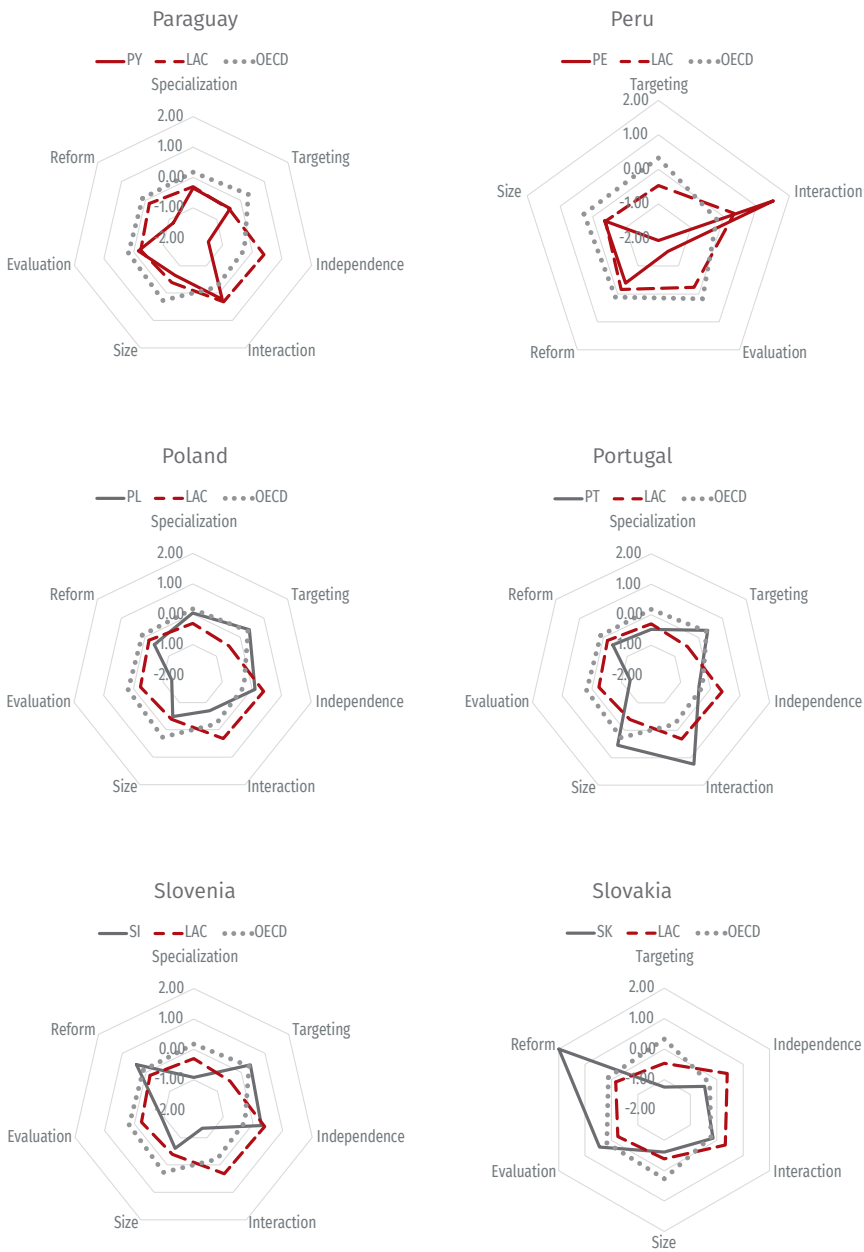 Paraguay
PY LAC OECD
Specialization
2.00
1.00
0.00
-1.00
2.00
Targeting
Independence
Interaction
Size
Evaluation
Reform
Peru
PE LAC OECD
Targeting
2.00
1.00
0.00
-1.00
-2.00
Interaction
Evaluation
Reform
Size
Poland
PL LAC OECD
Specialization
2.00
1.00
0.00
-1.00
-2.00
Targeting
Independence
Interaction
Size
Evaluation
Reform
Portugal
PT LAC OECD
Specialization
2.00
1.00
0.00
-1.00
-2.00
Targeting
Independence
Interaction
Size
Evaluation
Reform
Slovenia
SI LAC OECD
Specialization
2.00
1.00
0.00
-1.00
-2.00
Targeting
Independence
Interaction
Size
Evaluation
Reform
Slovakia
SK LAC OECD
Targeting
2.00
1.00
0.00
-1.00
-2.00
Independence
Interaction
Size
Evaluation
Reform